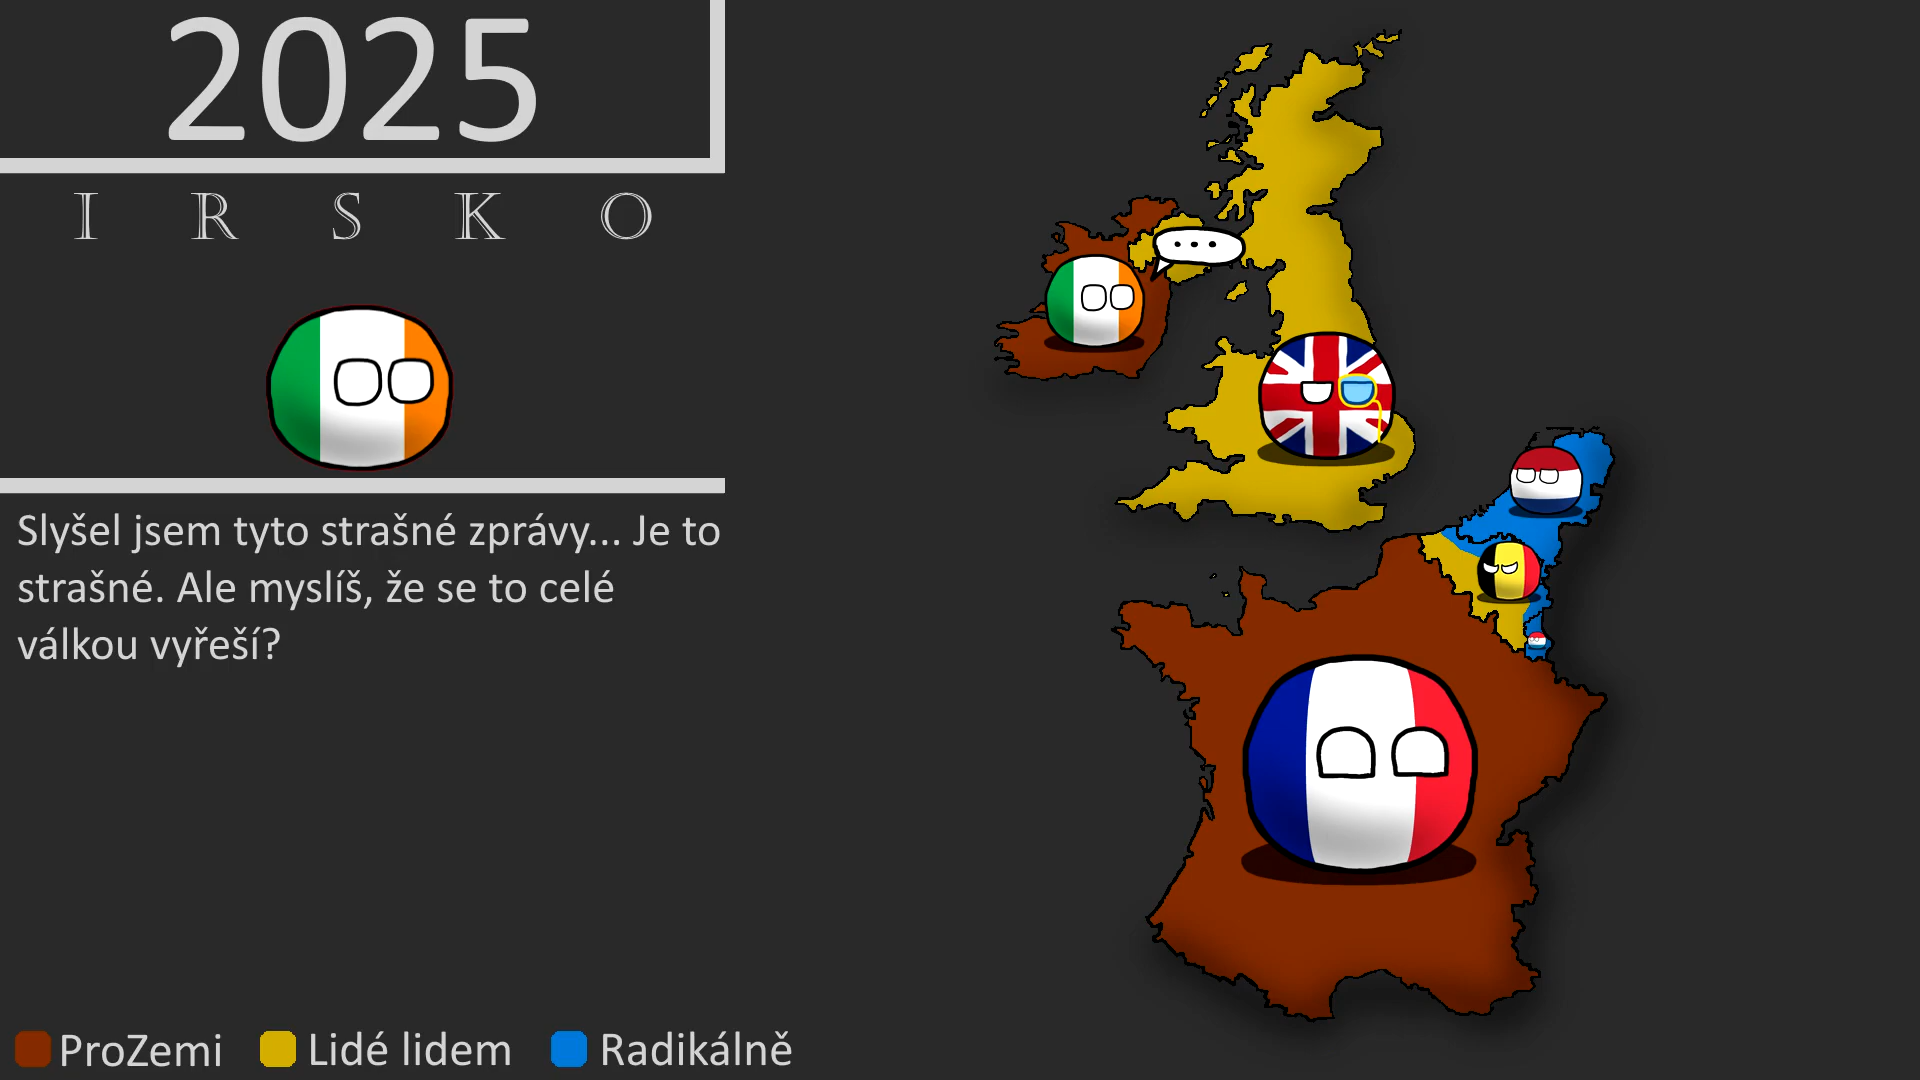 2025
IRSKO
Slyšel jsem tyto strašné zprávy... Je to
strašné. Ale myslíš, že se to celé
válkou vyřeší?
...
ProZemi Lidé lidem Radikálně